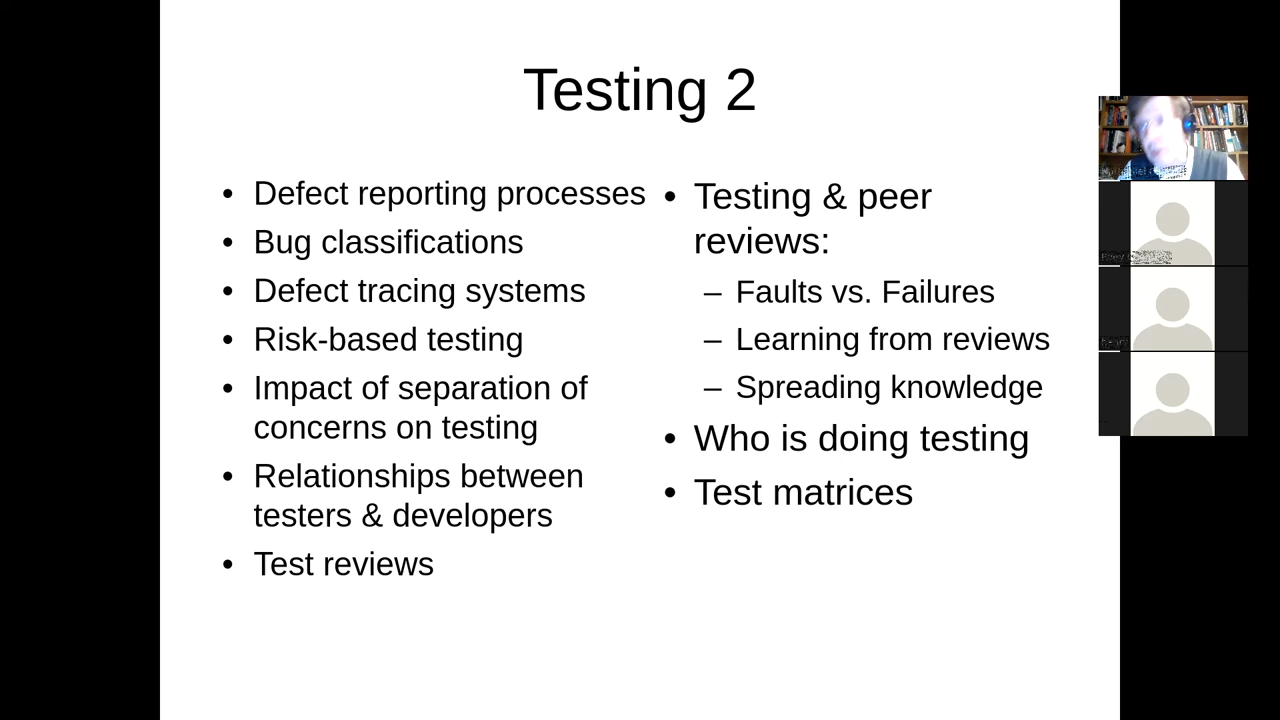 Testing 2
• Defect reporting processes
• Bug classifications
• Defect tracing systems
• Risk-based testing
• Impact of separation of
concerns on testing
• Relationships between
testers & developers
• Test reviews
• Testing & peer
reviews:
– Faults vs. Failures
– Learning from reviews
– Spreading knowledge
• Who is doing testing
• Test matrices